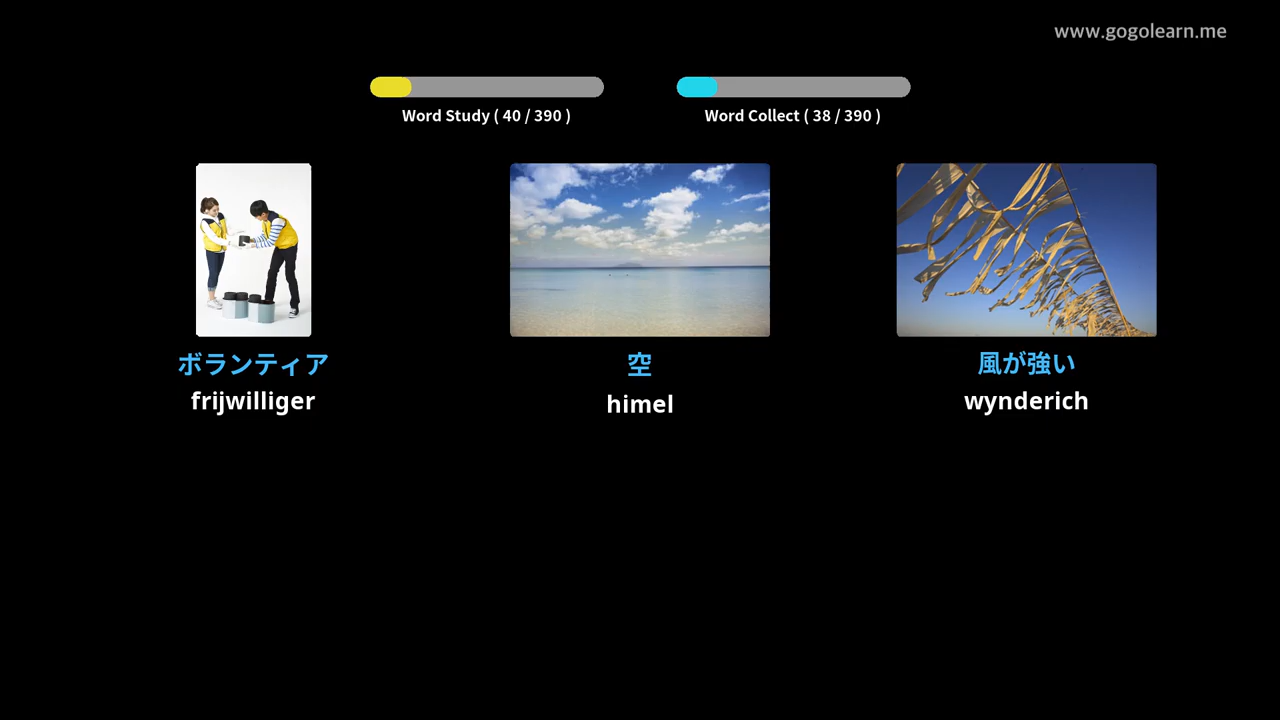 www.gogolearn.me
Word Study ( 40 / 390 )
Word Collect ( 38 / 390 )
ボランティア
frijwilliger
空
himel
風が強い
wynderich